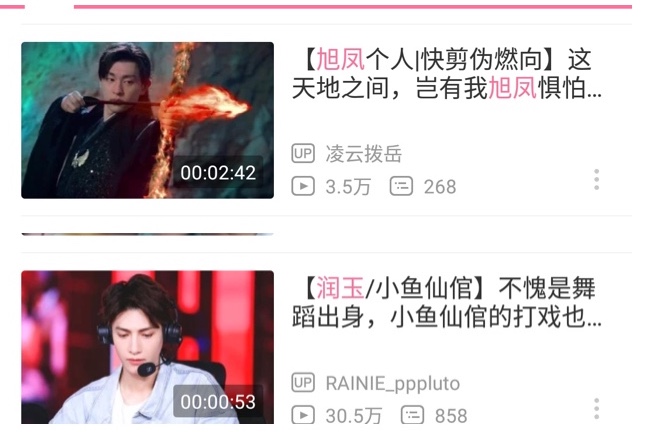 【旭凤个人|快剪伪燃向】这
天地之间，岂有我旭凤惧怕...
00:02:42
UP 凌云拨岳
3.5万 268
【润玉/小鱼仙倌】不愧是舞
蹈出身，小鱼仙倌的打戏也...
00:00:53
UP RAINIE_pppluto
30.5万 858